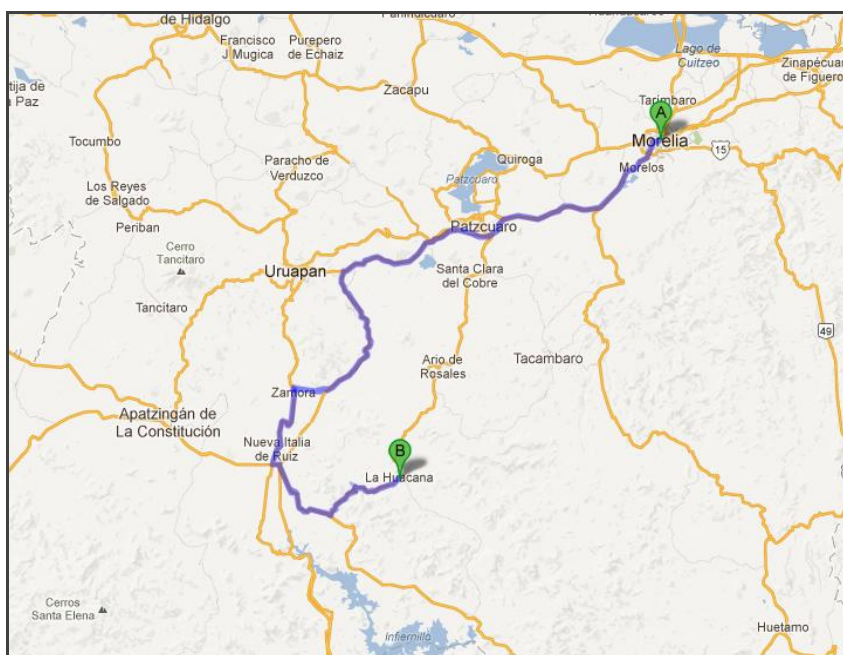 de Hidalgo
Francisco
J Mugica
Purepero
de Echaiz
Lago de
Cuitzeo
Zinapécuaro
de Figuero
tija de
a Paz
Zacapu
Tarimbaro
A
Morelia
15
Tocumbo
Paracho de
Verduzco
Quiroga
Morelos
Patzcuaro
Los Reyes
de Salgado
Periban
Patzcuaro
Cerro
Tancitaro
Uruapan
Santa Clara
del Cobre
Tancitaro
49
Ario de
Rosales
Tacambaro
Zamora
Apatzingán de
La Constitución
Nueva Italia
de Ruiz
B
La Huacana
Cerros
Santa Elena
Infiernillo
Huetamo